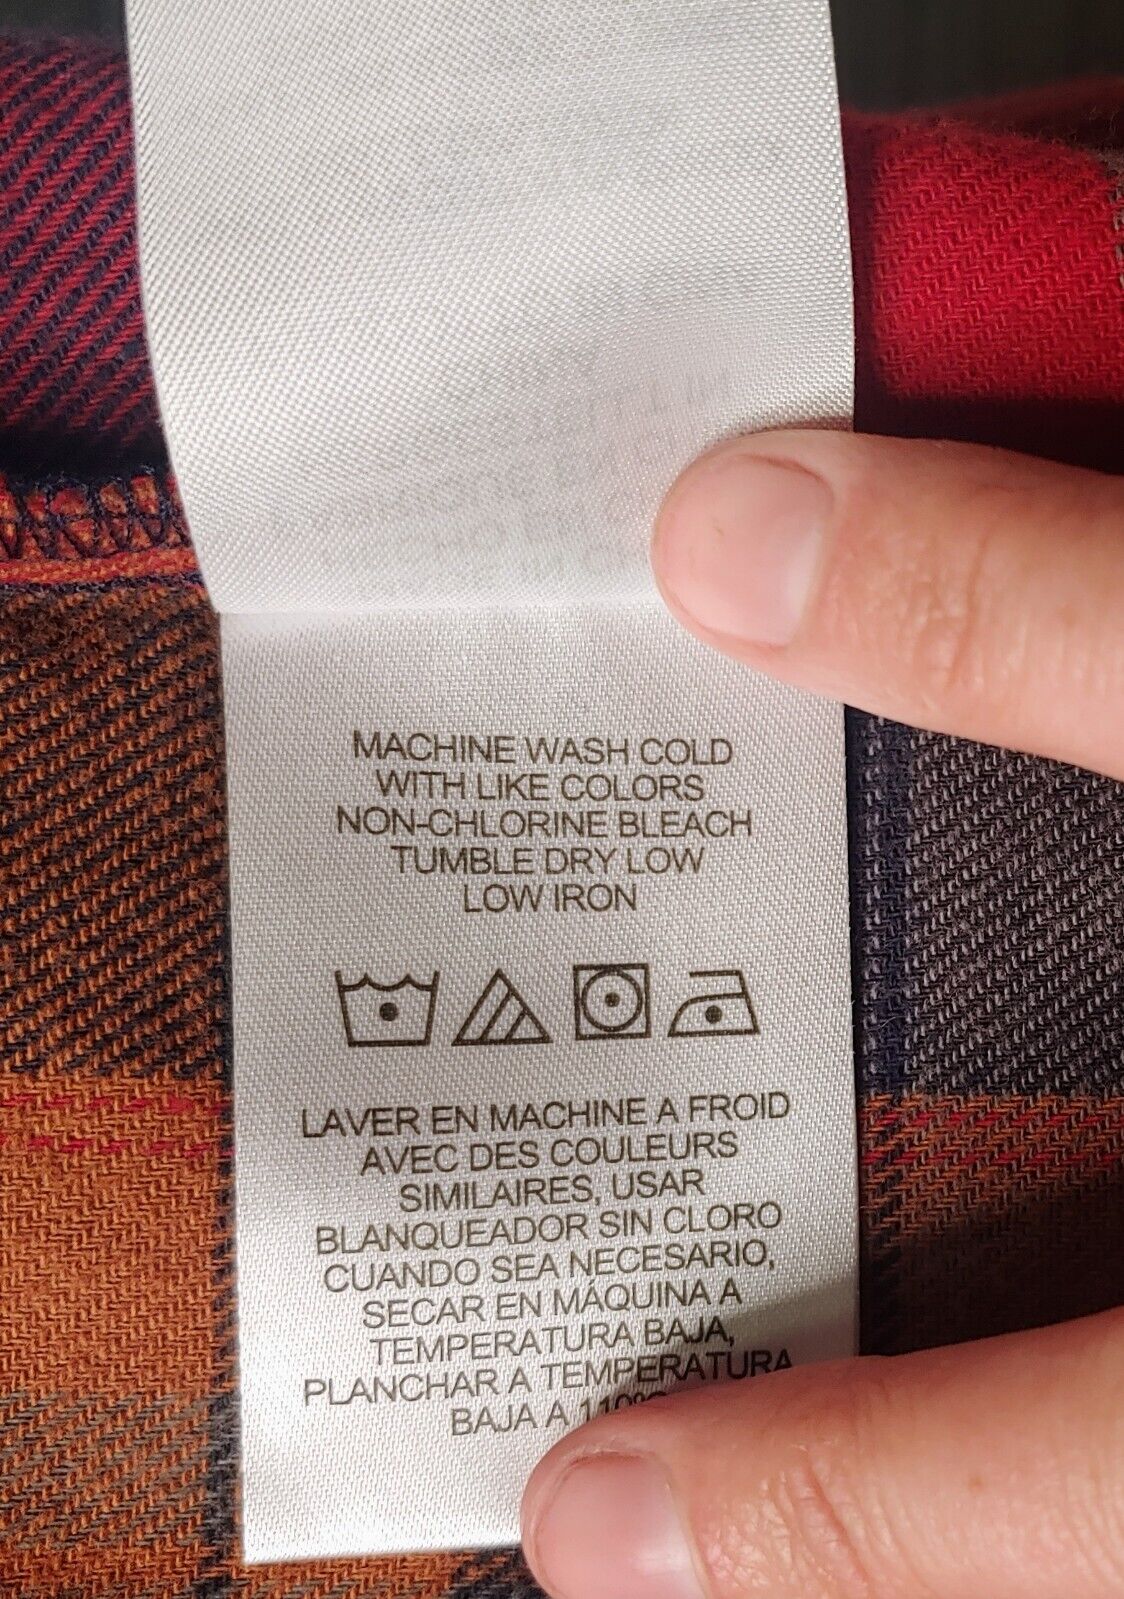 MACHINE WASH COLD
WITH LIKE COLORS
NON-CHLORINE BLEACH
TUMBLE DRY LOW
LOW IRON
LAVER EN MACHINE A FROID
AVEC DES COULEURS
SIMILAIRES, USAR
BLANQUEADOR SIN CLORO
CUANDO SEA NECESARIO,
SECAR EN MÁQUINA A
TEMPERATURA BAJA,
PLANCHAR A TEMPERATURA
BAJA A 110°C